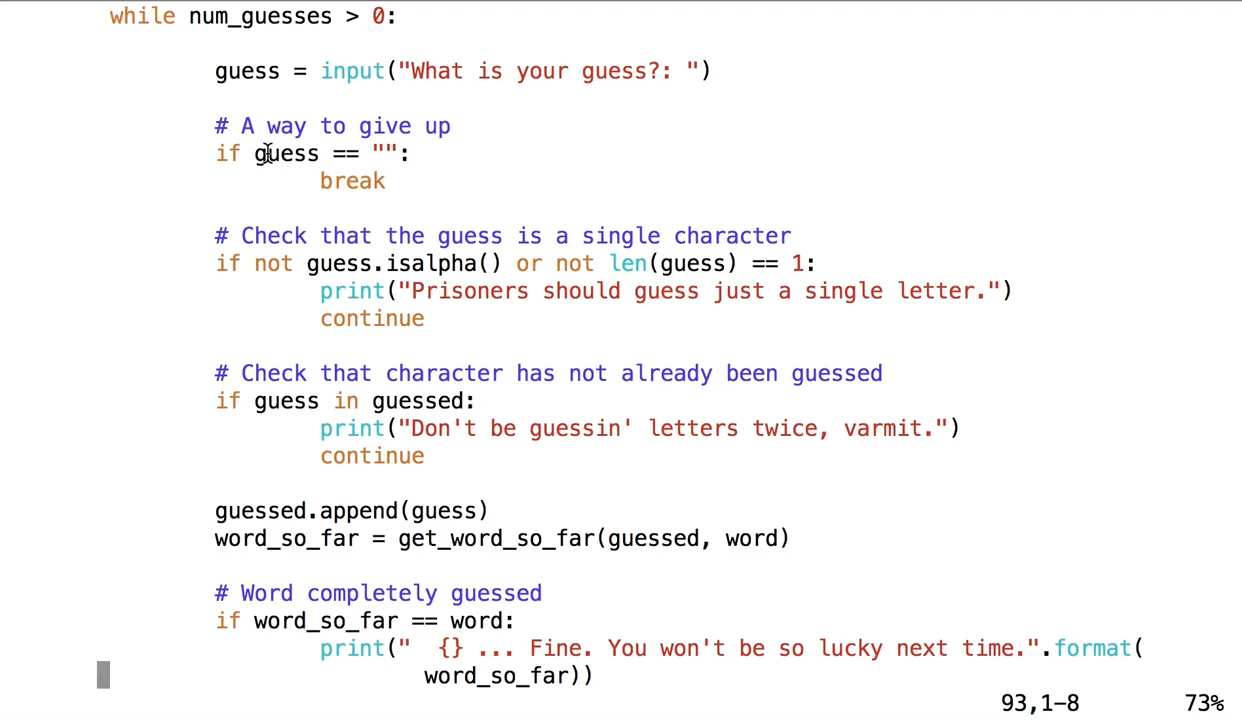 while num_guesses > 0:
guess = input("What is your guess?: ")
# A way to give up
if guess == "":
break
# Check that the guess is a single character
if not guess.isalpha() or not len(guess) == 1:
print("Prisoners should guess just a single letter.")
continue
# Check that character has not already been guessed
if guess in guessed:
print("Don't be guessin' letters twice, varmit.")
continue
guessed.append(guess)
word_so_far = get_word_so_far(guessed, word)
# Word completely guessed
if word_so_far == word:
print("  {} ... Fine. You won't be so lucky next time.".format(
word_so_far))
93,1-8 73%